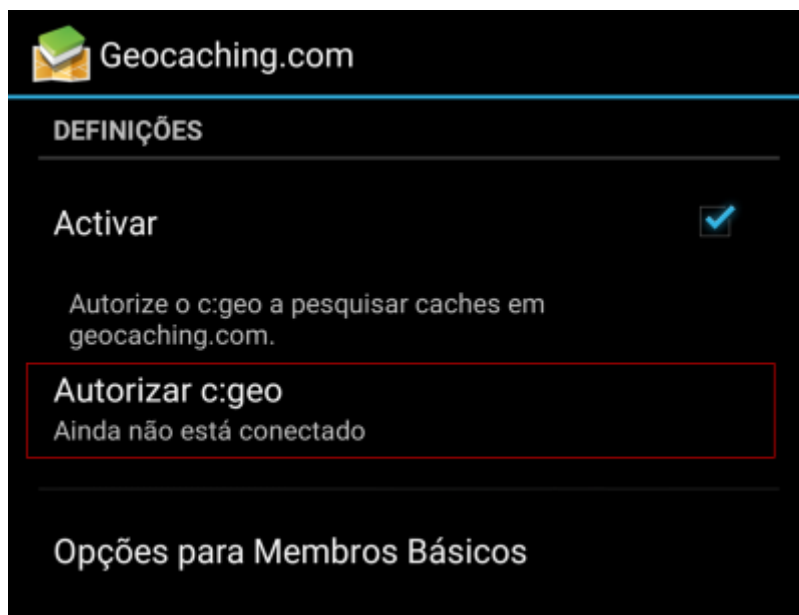 Geocaching.com
DEFINIÇÕES
Activar
Autorize o c:geo a pesquisar caches em
geocaching.com.
Autorizar c:geo
Ainda não está conectado
Opções para Membros Básicos